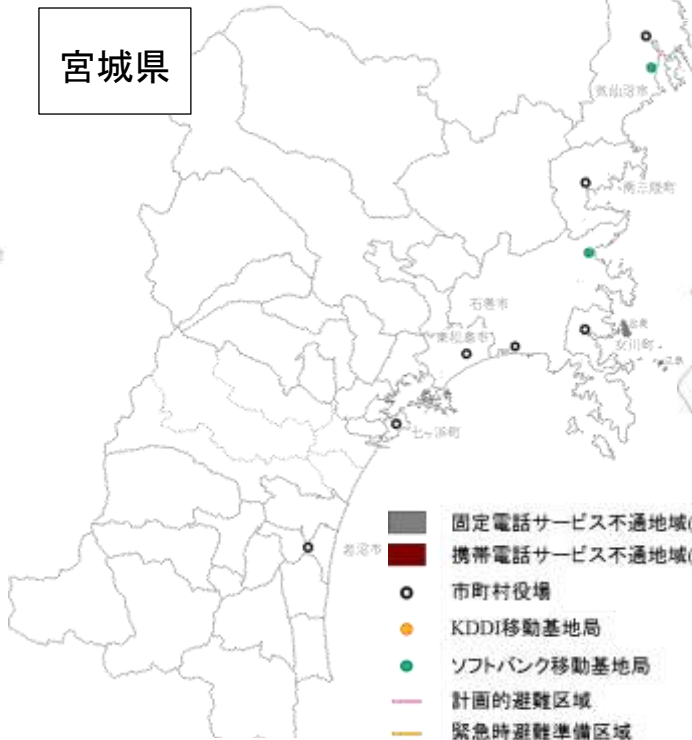 宮城県
気仙沼市
南三陸町
石巻市
東松島市
女川町
七ヶ浜町
岩沼市
固定電話サービス不通地域(
携帯電話サービス不通地域(
市町村役場
KDDI移動基地局
ソフトバンク移動基地局
計画的避難区域
緊急時避難準備区域